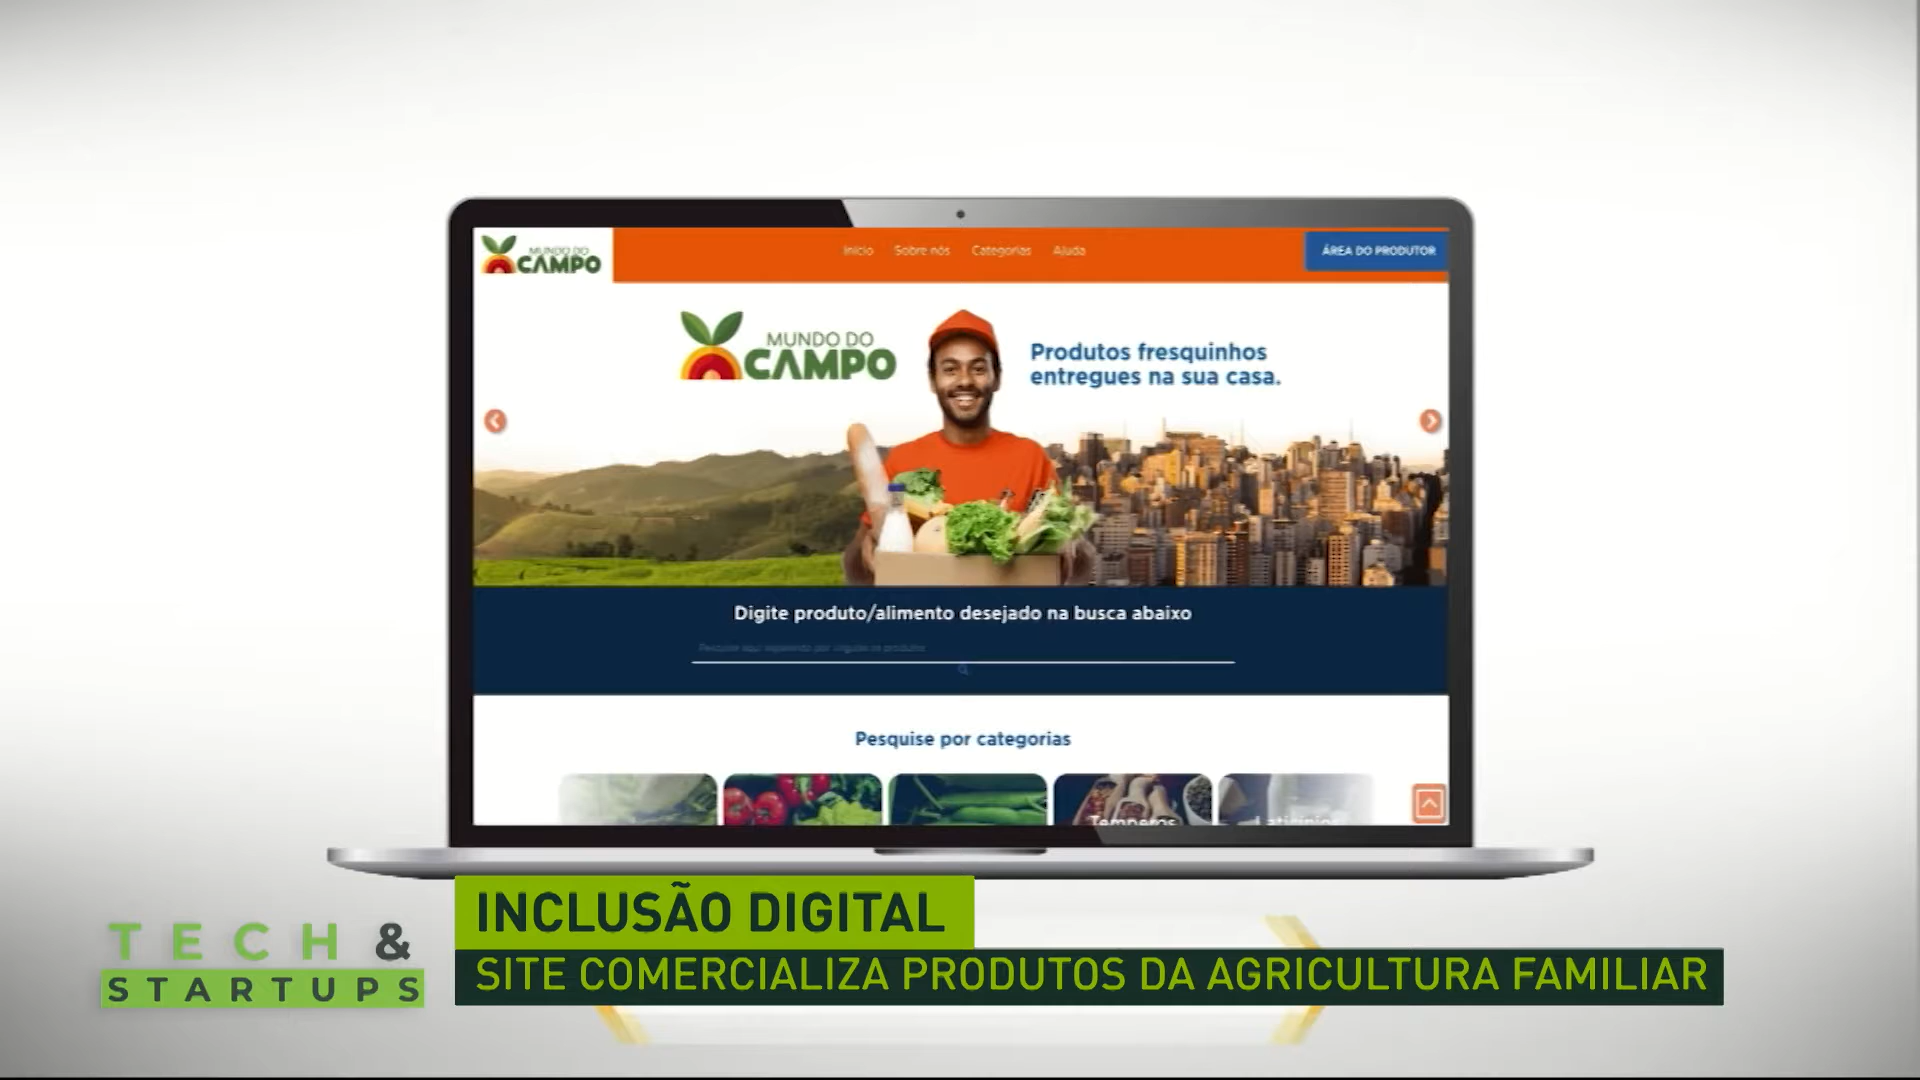 MUNDO DO
CAMPO
Início Sobre nós Categorias Ajuda
ÁREA DO PRODUTOR
MUNDO DO
CAMPO
Produtos fresquinhos
entregues na sua casa.
Digite produto/alimento desejado na busca abaixo
Pesquise por categorias
Temperos Laticínios
TECH &
STARTUPS
INCLUSÃO DIGITAL
SITE COMERCIALIZA PRODUTOS DA AGRICULTURA FAMILIAR